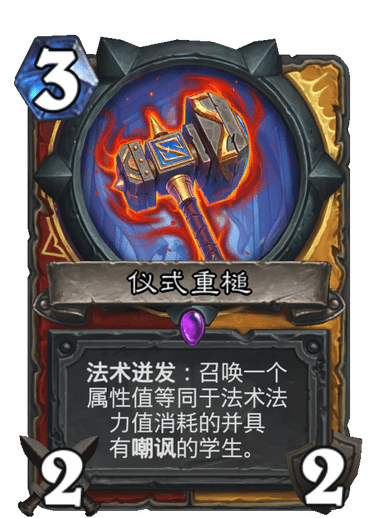 3
仪式重槌
法术迸发：召唤一个
属性值等同于法术法
力值消耗的并具
有嘲讽的学生。
2
2